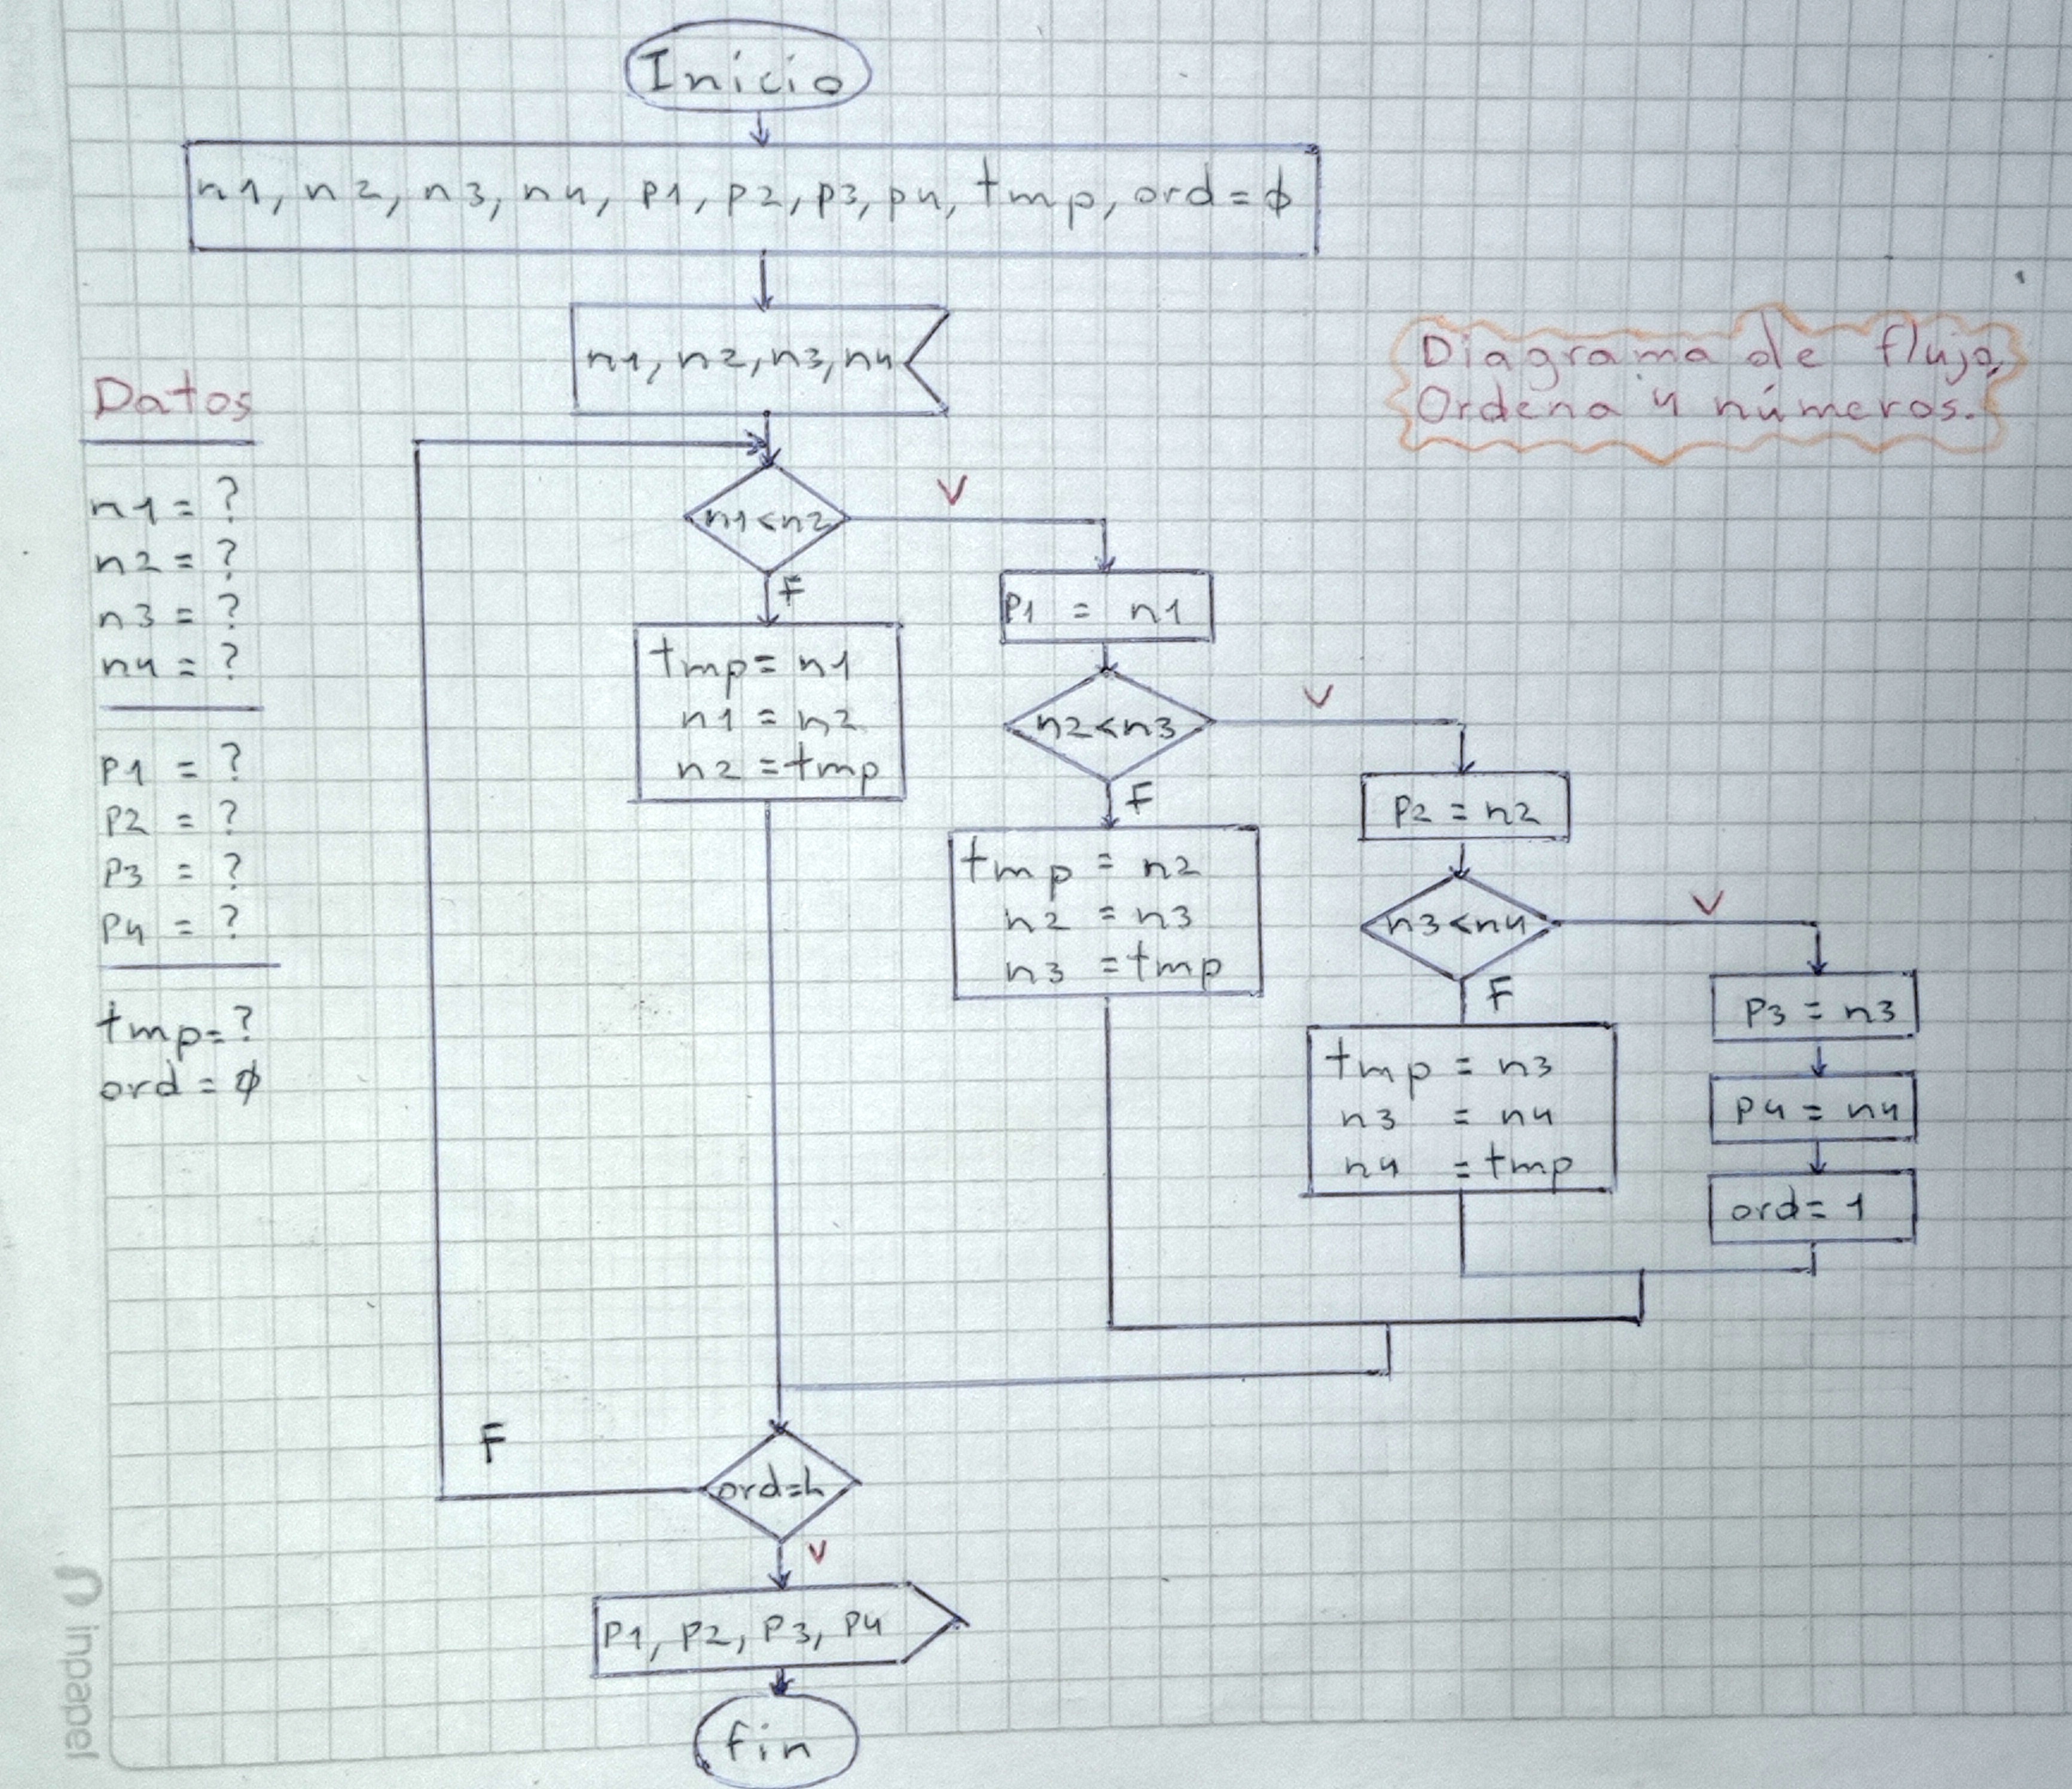 Inicio
n1, n2, n3, n4, p1, p2, p3, p4, tmp, ord = φ
n1, n2, n3, n4
Diagrama de flujo,
Ordena 4 números.
Datos
n1 = ?
n2 = ?
n3 = ?
n4 = ?
p1 = ?
p2 = ?
p3 = ?
p4 = ?
tmp = ?
ord = φ
n1 < n2
V
F
tmp = n1
n1 = n2
n2 = tmp
p1 = n1
n2 < n3
V
F
tmp = n2
n2 = n3
n3 = tmp
p2 = n2
n3 < n4
V
F
tmp = n3
n3 = n4
n4 = tmp
p3 = n3
p4 = n4
ord = 1
F
ord =
V
p1, p2, p3, p4
fin
inpapel